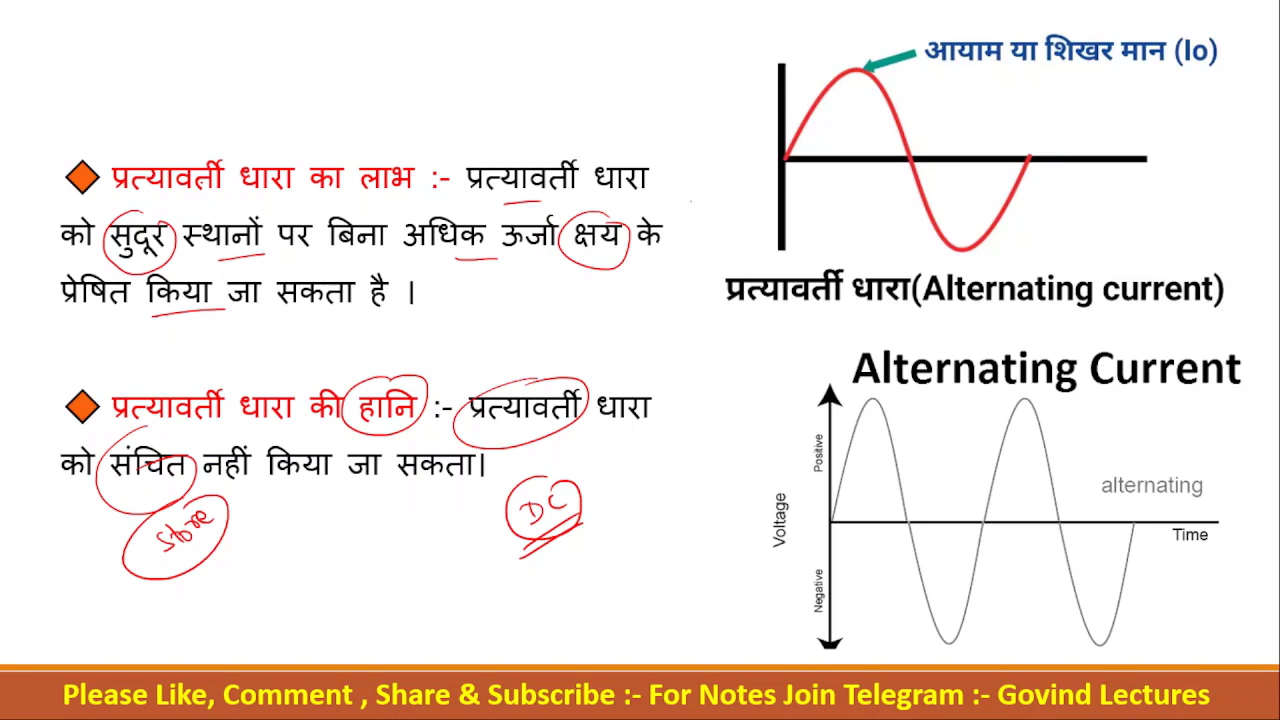 आयाम या शिखर मान (Io)
प्रत्यावर्ती धारा का लाभ :- प्रत्यावर्ती धारा
को सुदूर स्थानों पर बिना अधिक ऊर्जा क्षय के
प्रेषित किया जा सकता है ।
प्रत्यावर्ती धारा(Alternating current)
प्रत्यावर्ती धारा की हानि :- प्रत्यावर्ती धारा
को संचित नहीं किया जा सकता।
Store
DC
Alternating Current
Positive
alternating
Voltage
Time
Negative
Please Like, Comment , Share & Subscribe :- For Notes Join Telegram :- Govind Lectures